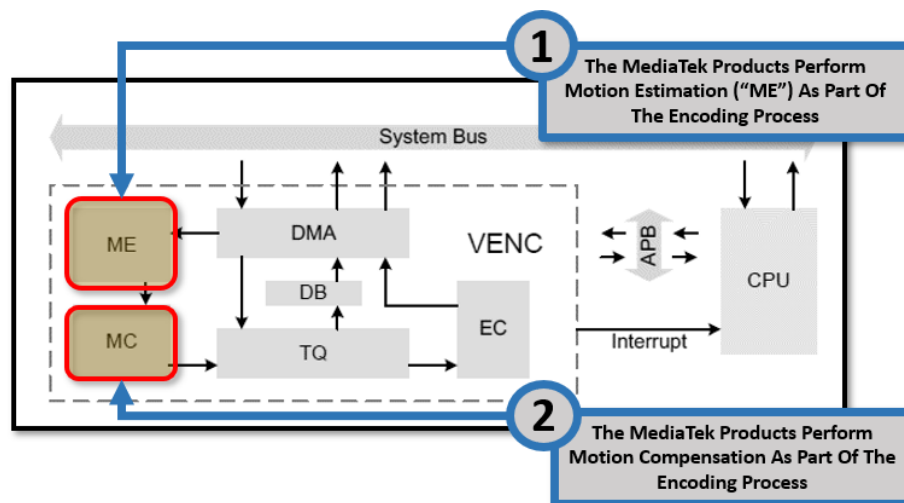 1
The MediaTek Products Perform
Motion Estimation (“ME”) As Part Of
The Encoding Process
System Bus
ME
DMA
VENC
APB
CPU
DB
EC
MC
TQ
Interrupt
2
The MediaTek Products Perform
Motion Compensation As Part Of The
Encoding Process